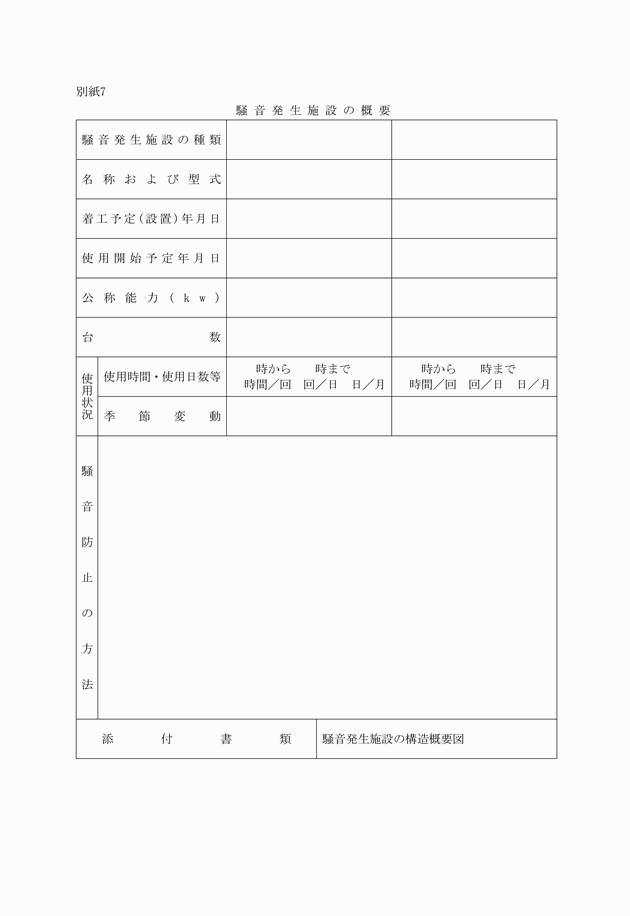 別紙7
騒音発生施設の概要
騒音発生施設の種類
名称および型式
着工予定(設置)年月日
使用開始予定年月日
公称能力(kw)
台数
使用状況
使用時間・使用日数等
時から　　時まで
時間／回　回／日　日／月
時から　　時まで
時間／回　回／日　日／月
季節変動
騒音防止の方法
添付書類
騒音発生施設の構造概要図